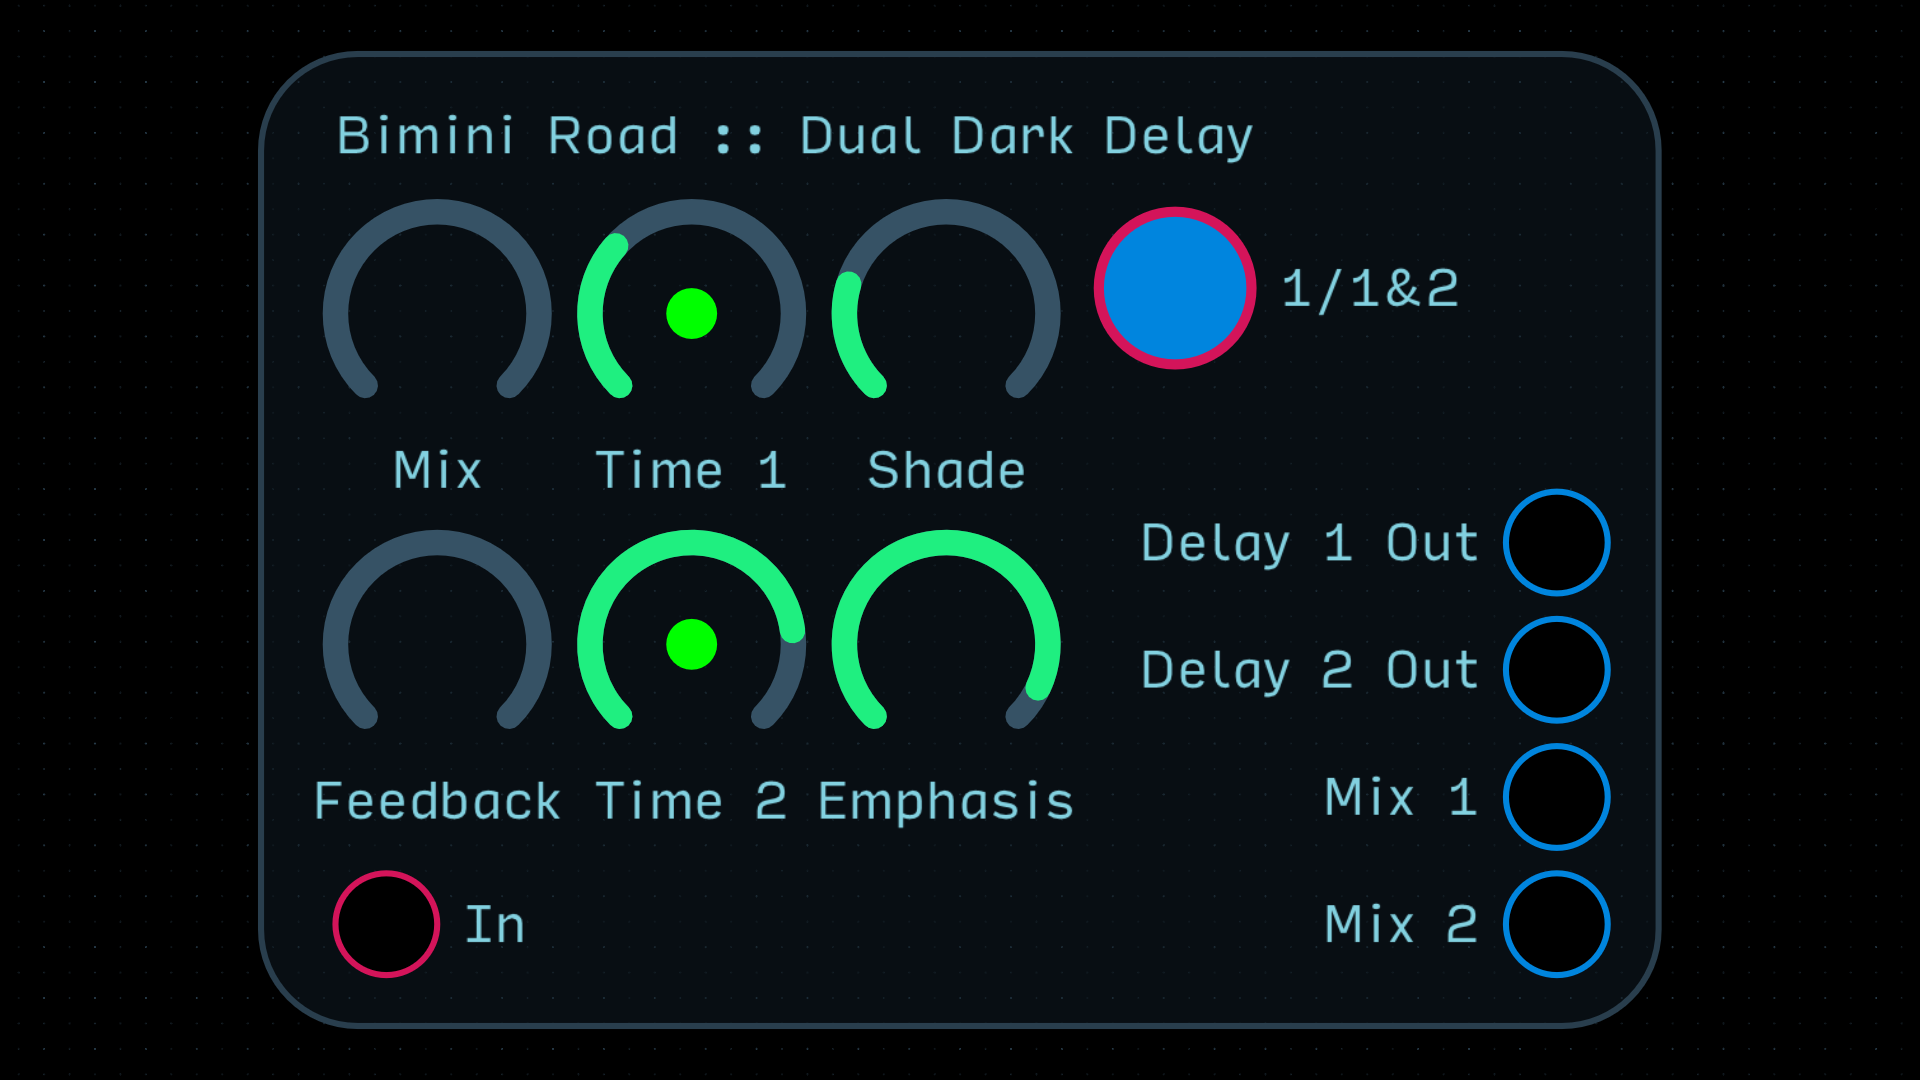 Bimini Road :: Dual Dark Delay
1/1&2
Mix Time 1 Shade
Delay 1 Out
Delay 2 Out
Feedback Time 2 Emphasis
Mix 1
In
Mix 2